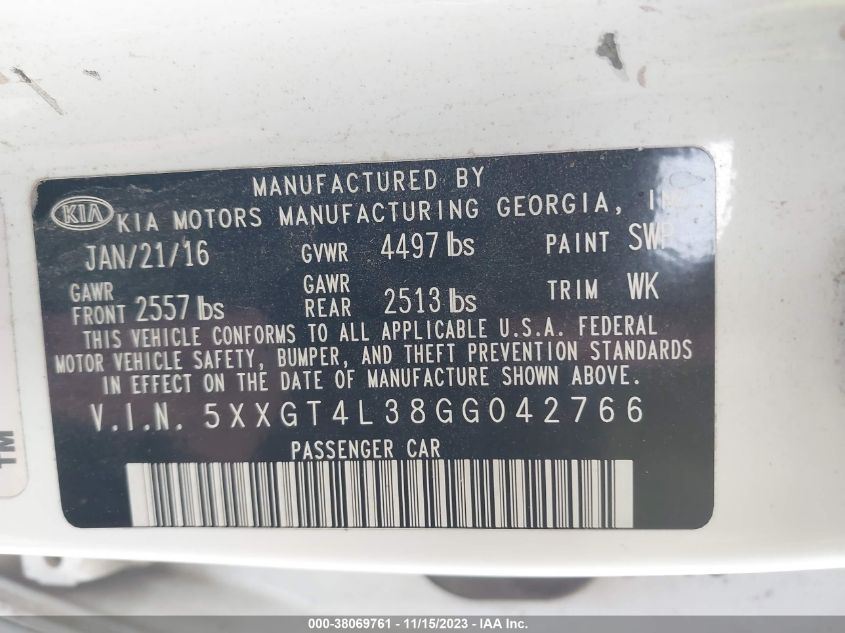 MANUFACTURED BY
KIA KIA MOTORS MANUFACTURING GEORGIA,
JAN/21/16 GVWR 4497 lbs PAINT SWP
GAWR FRONT 2557 lbs GAWR REAR 2513 lbs TRIM WK
THIS VEHICLE CONFORMS TO ALL APPLICABLE U.S.A. FEDERAL
MOTOR VEHICLE SAFETY, BUMPER, AND THEFT PREVENTION STANDARDS
IN EFFECT ON THE DATE OF MANUFACTURE SHOWN ABOVE.
V.I.N. 5XXGT4L38GG042766
PASSENGER CAR
TM
000-38069761 - 11/15/2023 - IAA Inc.